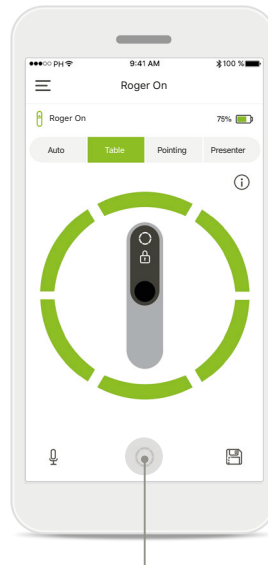 PH 9:41 AM 100 %
Roger On
Roger On 75%
Auto Table Pointing Presenter